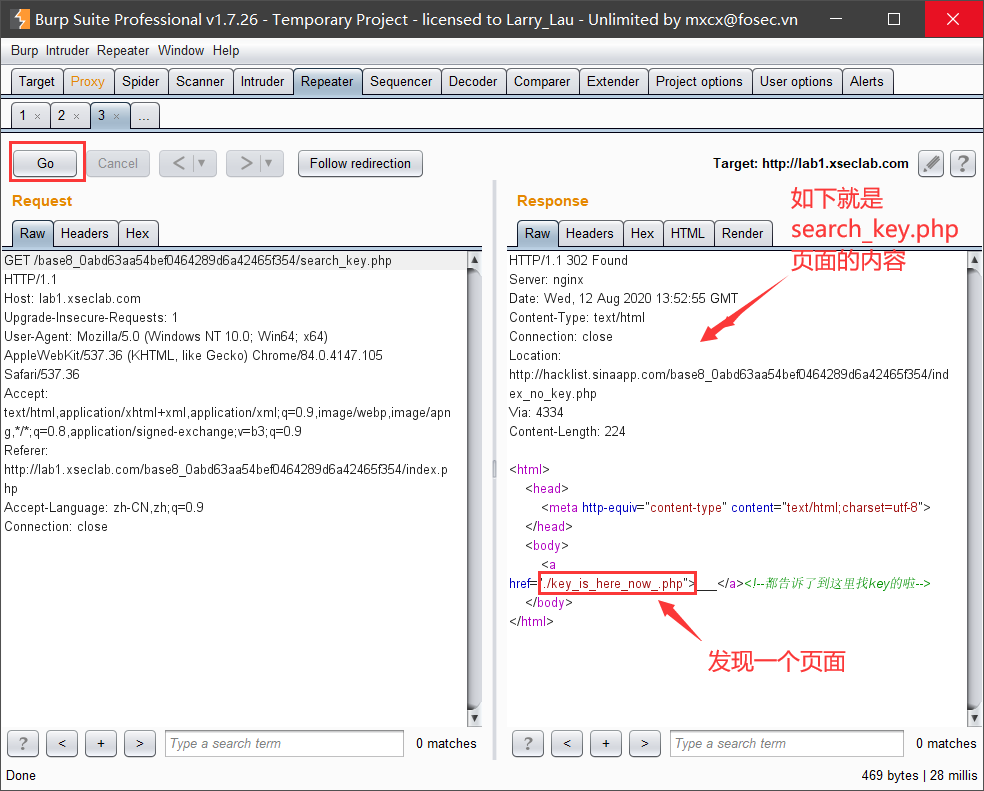 Burp Suite Professional v1.7.26 - Temporary Project - licensed to Larry_Lau - Unlimited by mxcx@fosec.vn
Burp Intruder Repeater Window Help
Target Proxy Spider Scanner Intruder Repeater Sequencer Decoder Comparer Extender Project options User options Alerts
1 × 2 × 3 × ...
Go Cancel < ▼ > ▼ Follow redirection Target: http://lab1.xseclab.com ?
Request
Raw Headers Hex
GET /base8_0abd63aa54bef0464289d6a42465f354/search_key.php
HTTP/1.1
Host: lab1.xseclab.com
Upgrade-Insecure-Requests: 1
User-Agent: Mozilla/5.0 (Windows NT 10.0; Win64; x64)
AppleWebKit/537.36 (KHTML, like Gecko) Chrome/84.0.4147.105
Safari/537.36
Accept:
text/html,application/xhtml+xml,application/xml;q=0.9,image/webp,image/apn
g,*/*;q=0.8,application/signed-exchange;v=b3;q=0.9
Referer:
http://lab1.xseclab.com/base8_0abd63aa54bef0464289d6a42465f354/index.p
hp
Accept-Language: zh-CN,zh;q=0.9
Connection: close
Response
Raw Headers Hex HTML Render
如下就是
search_key.php
页面的内容
HTTP/1.1 302 Found
Server: nginx
Date: Wed, 12 Aug 2020 13:52:55 GMT
Content-Type: text/html
Connection: close
Location:
http://hacklist.sinaapp.com/base8_0abd63aa54bef0464289d6a42465f354/ind
ex_no_key.php
Via: 4334
Content-Length: 224
<html>
<head>
<meta http-equiv="content-type" content="text/html;charset=utf-8">
</head>
<body>
<a
href="./key_is_here_now_.php">___</a><!--都告诉了到这里找key的啦-->
</body>
</html>
发现一个页面
? < + > Type a search term 0 matches
? < + > Type a search term 0 matches
Done 469 bytes | 28 millis